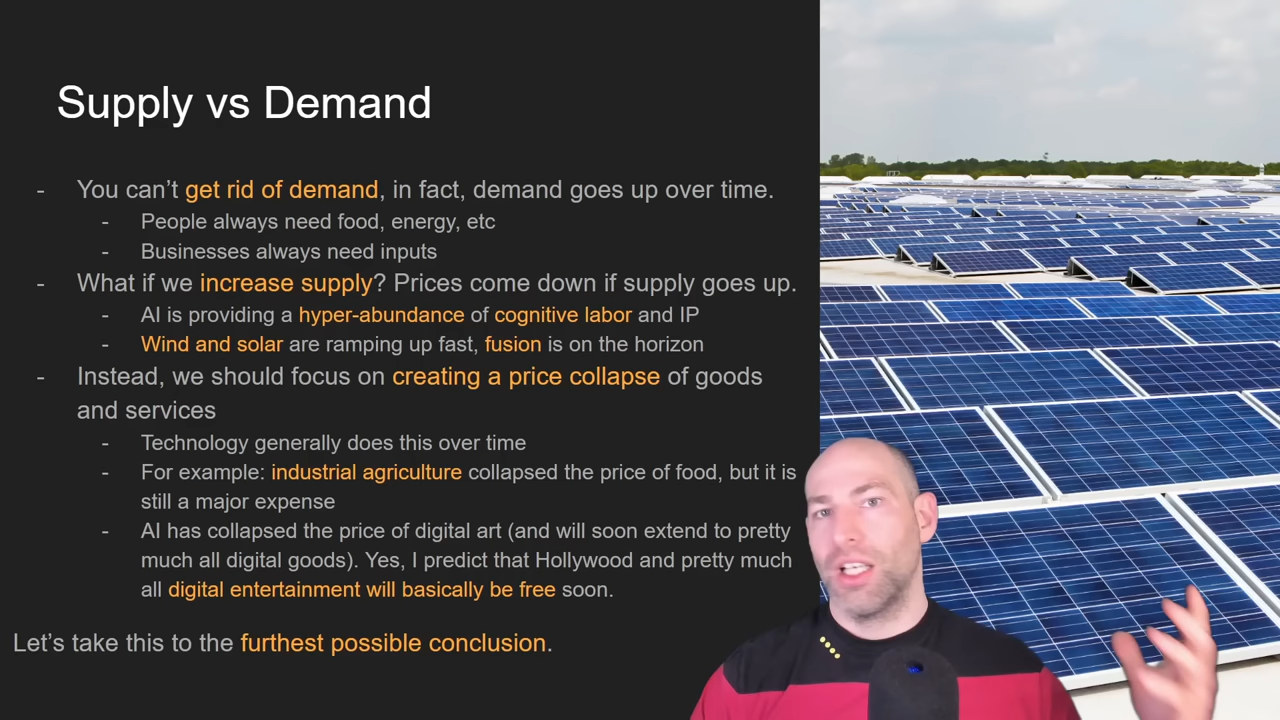 Supply vs Demand
- You can’t get rid of demand, in fact, demand goes up over time.
- People always need food, energy, etc
- Businesses always need inputs
- What if we increase supply? Prices come down if supply goes up.
- AI is providing a hyper-abundance of cognitive labor and IP
- Wind and solar are ramping up fast, fusion is on the horizon
- Instead, we should focus on creating a price collapse of goods
and services
- Technology generally does this over time
- For example: industrial agriculture collapsed the price of food, but it is
still a major expense
- AI has collapsed the price of digital art (and will soon extend to pretty
much all digital goods). Yes, I predict that Hollywood and pretty much
all digital entertainment will basically be free soon.
Let’s take this to the furthest possible conclusion.